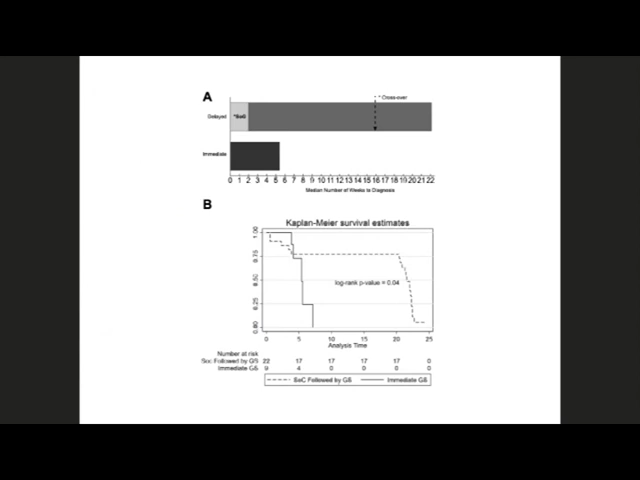 A
* Cross-over
Delayed
*SoC
Immediate
0 1 2 3 4 5 6 7 8 9 10 11 12 13 14 15 16 17 18 19 20 21 22
Median Number of Weeks to Diagnosis
B
Kaplan-Meier survival estimates
1.00
0.75
0.50
0.25
0.00
log-rank p-value = 0.04
0 5 10 15 20 25
Analysis Time
Number at risk
Soc Followed by GS 22 17 17 17 17 0
Immediate GS 9 4 0 0 0 0
SoC Followed by GS Immediate GS